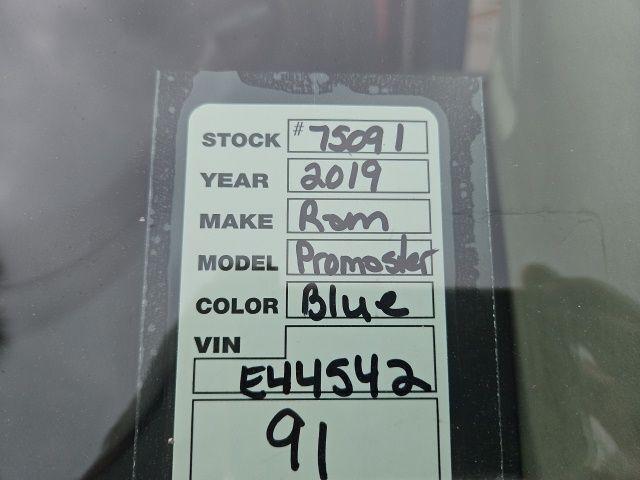 STOCK #75091
YEAR 2019
MAKE Ram
MODEL Promaster
COLOR Blue
VIN
E44542
91